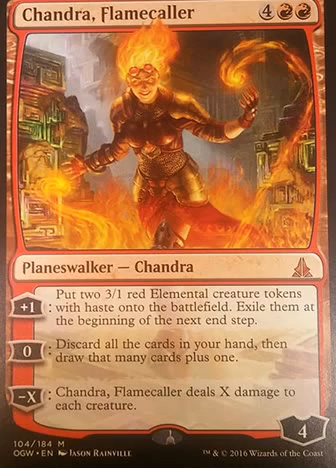 Chandra, Flamecaller 4
Planeswalker — Chandra
+1 : Put two 3/1 red Elemental creature tokens
with haste onto the battlefield. Exile them at
the beginning of the next end step.
0 : Discard all the cards in your hand, then
draw that many cards plus one.
-X : Chandra, Flamecaller deals X damage to
each creature.
4
104/184 M
OGW • EN Jason Rainville
™ & © 2016 Wizards of the Coast